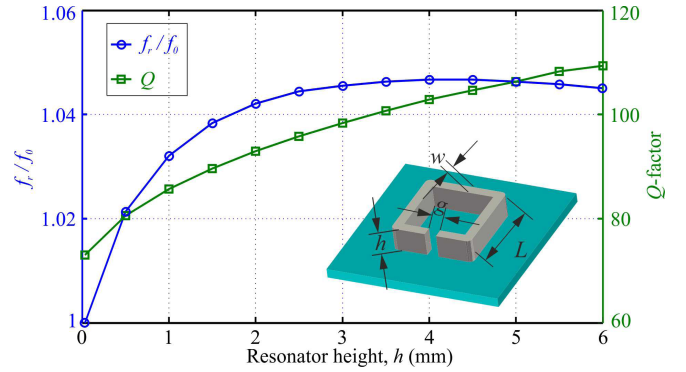 1.06
120
f_r/f_0
Q
1.04
100
f_r/f_0
Q-factor
w
g
1.02
80
h
L
1
60
0
1
2
3
4
5
6
Resonator height, h (mm)